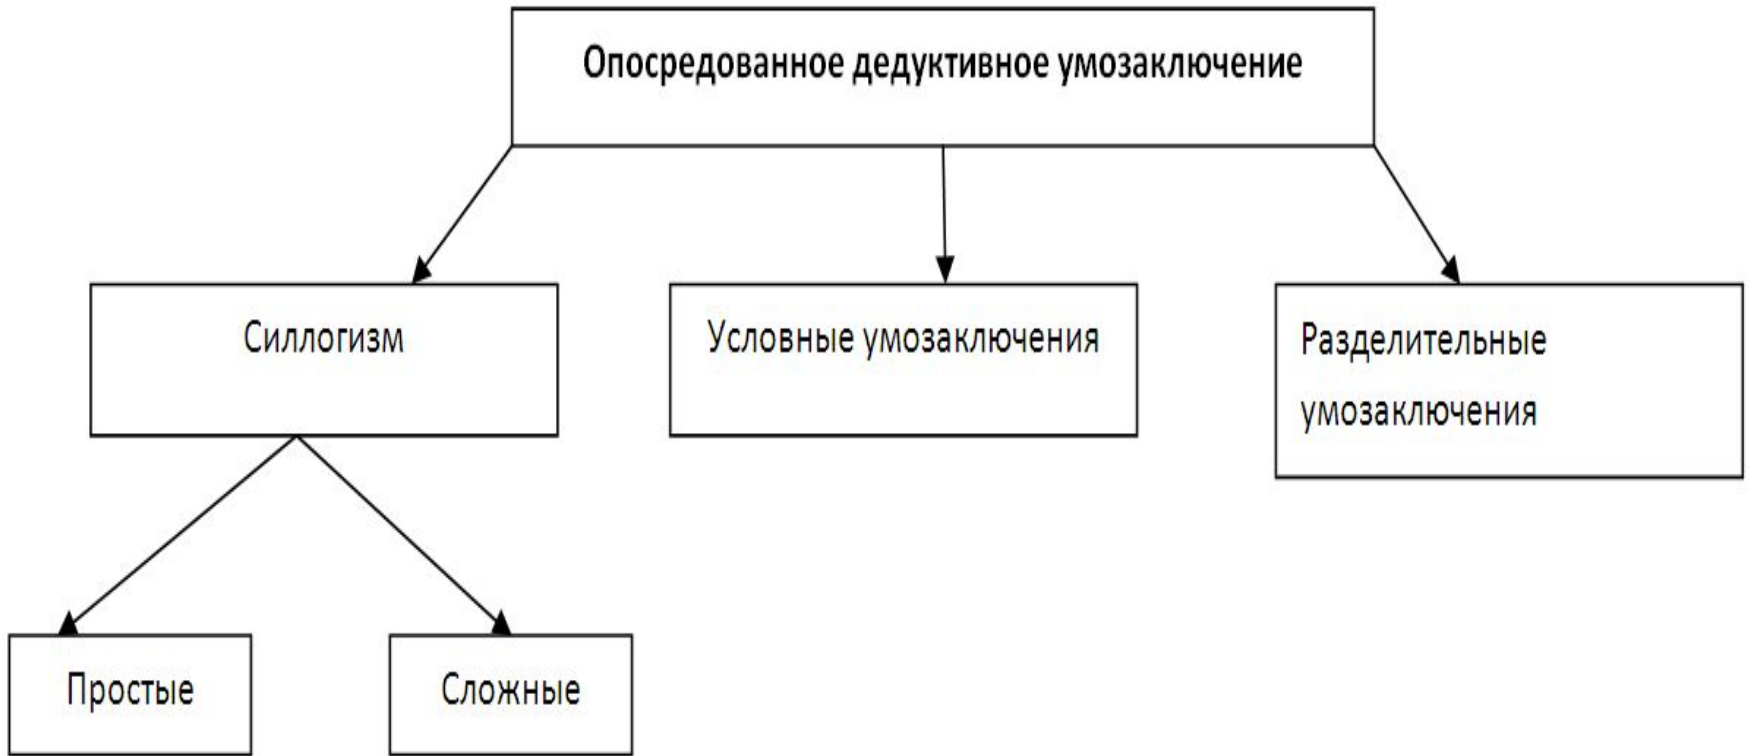 Опосредованное дедуктивное умозаключение
Силлогизм
Условные умозаключения
Разделительные
умозаключения
Простые
Сложные